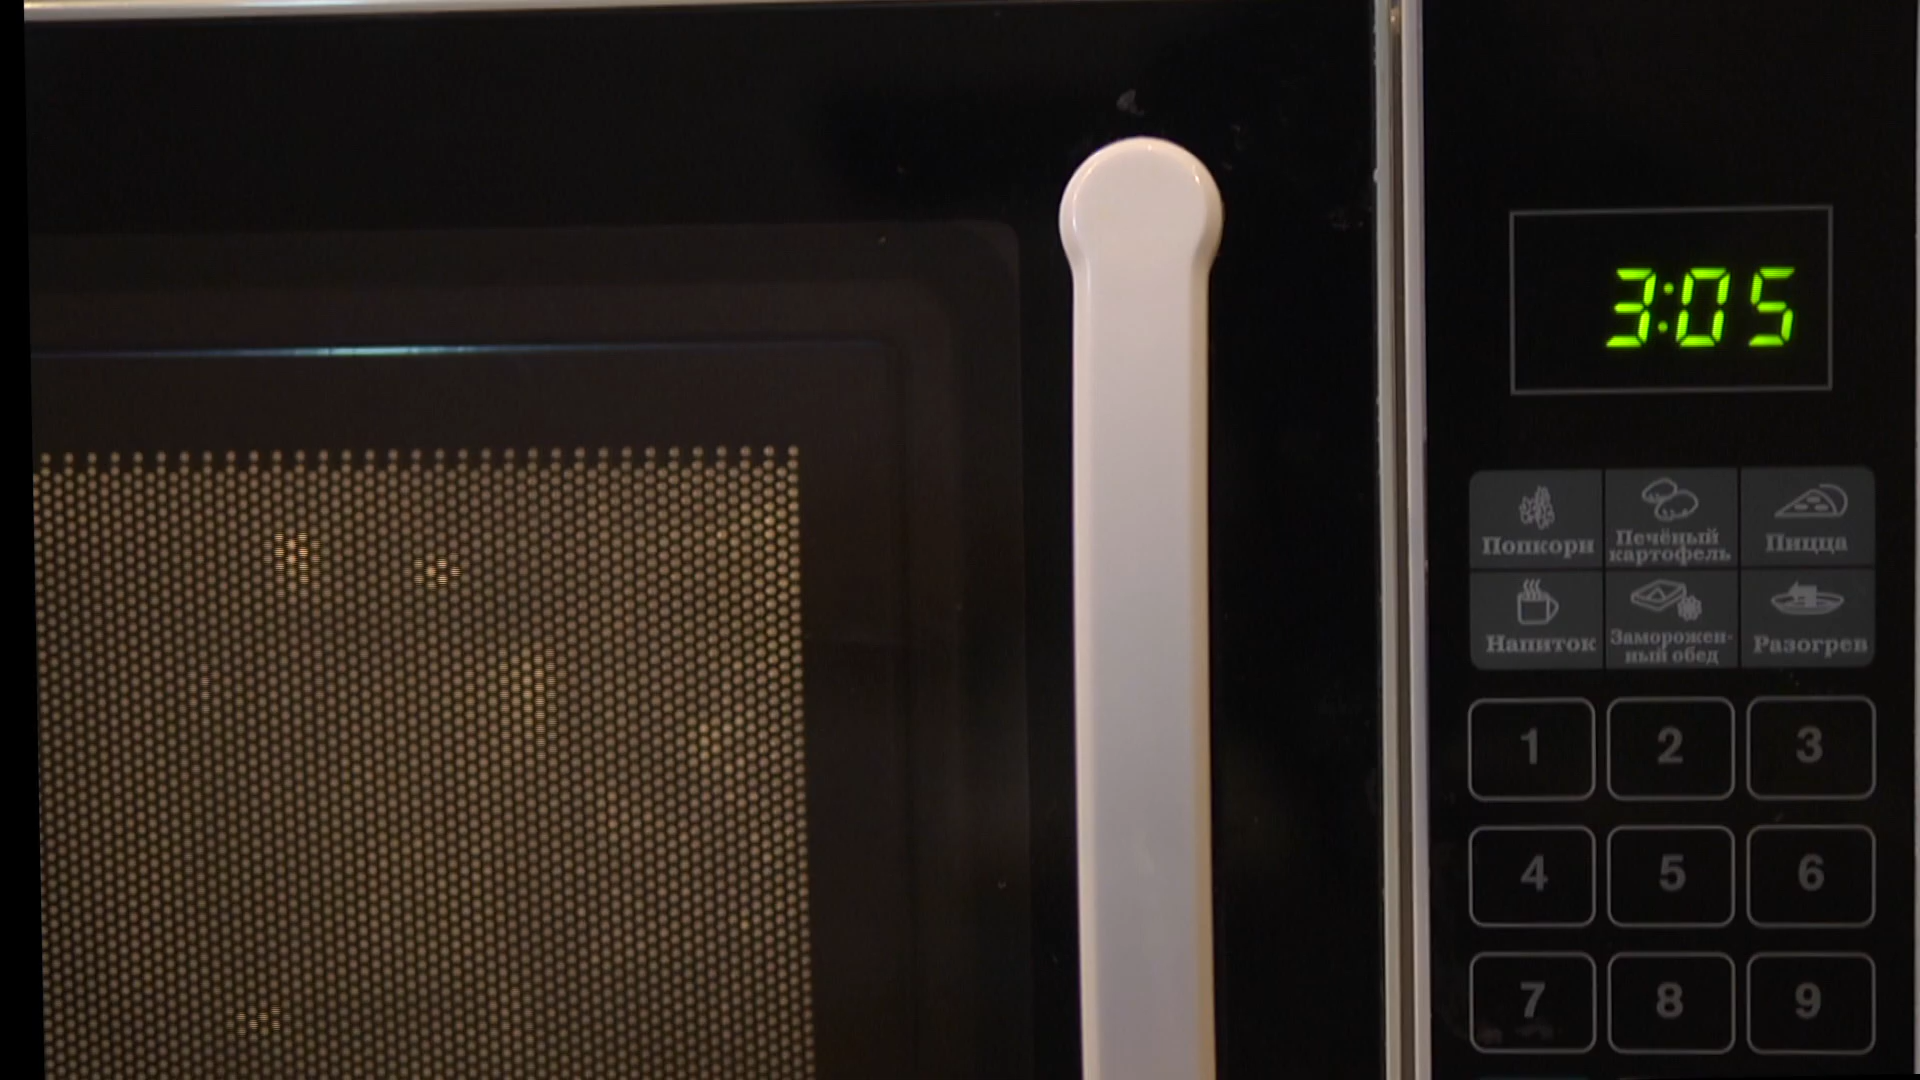 3:05
Попкорн
Печёный
картофель
Пицца
Напиток
Заморожен-
ный обед
Разогрев
1 2 3
4 5 6
7 8 9